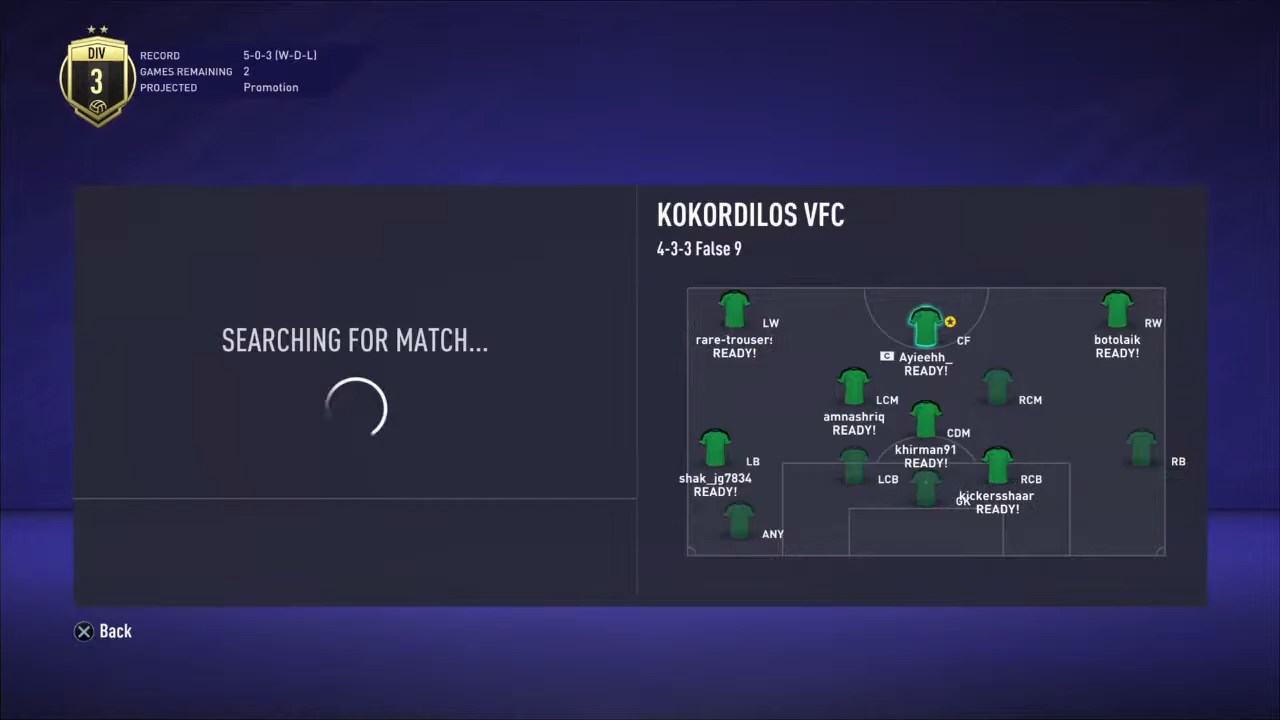 DIV
3
RECORD 5-0-3 (W-D-L)
GAMES REMAINING 2
PROJECTED Promotion
SEARCHING FOR MATCH...
KOKORDILOS VFC
4-3-3 False 9
LW
rare-trousers
READY!
CF
C Ayieehh_
READY!
RW
botolaik
READY!
LCM
amnashriq
READY!
RCM
CDM
khirman91
READY!
LB
shak_jg7834
READY!
LCB
RCB
kickersshaar
READY!
RB
GK
ANY
Back